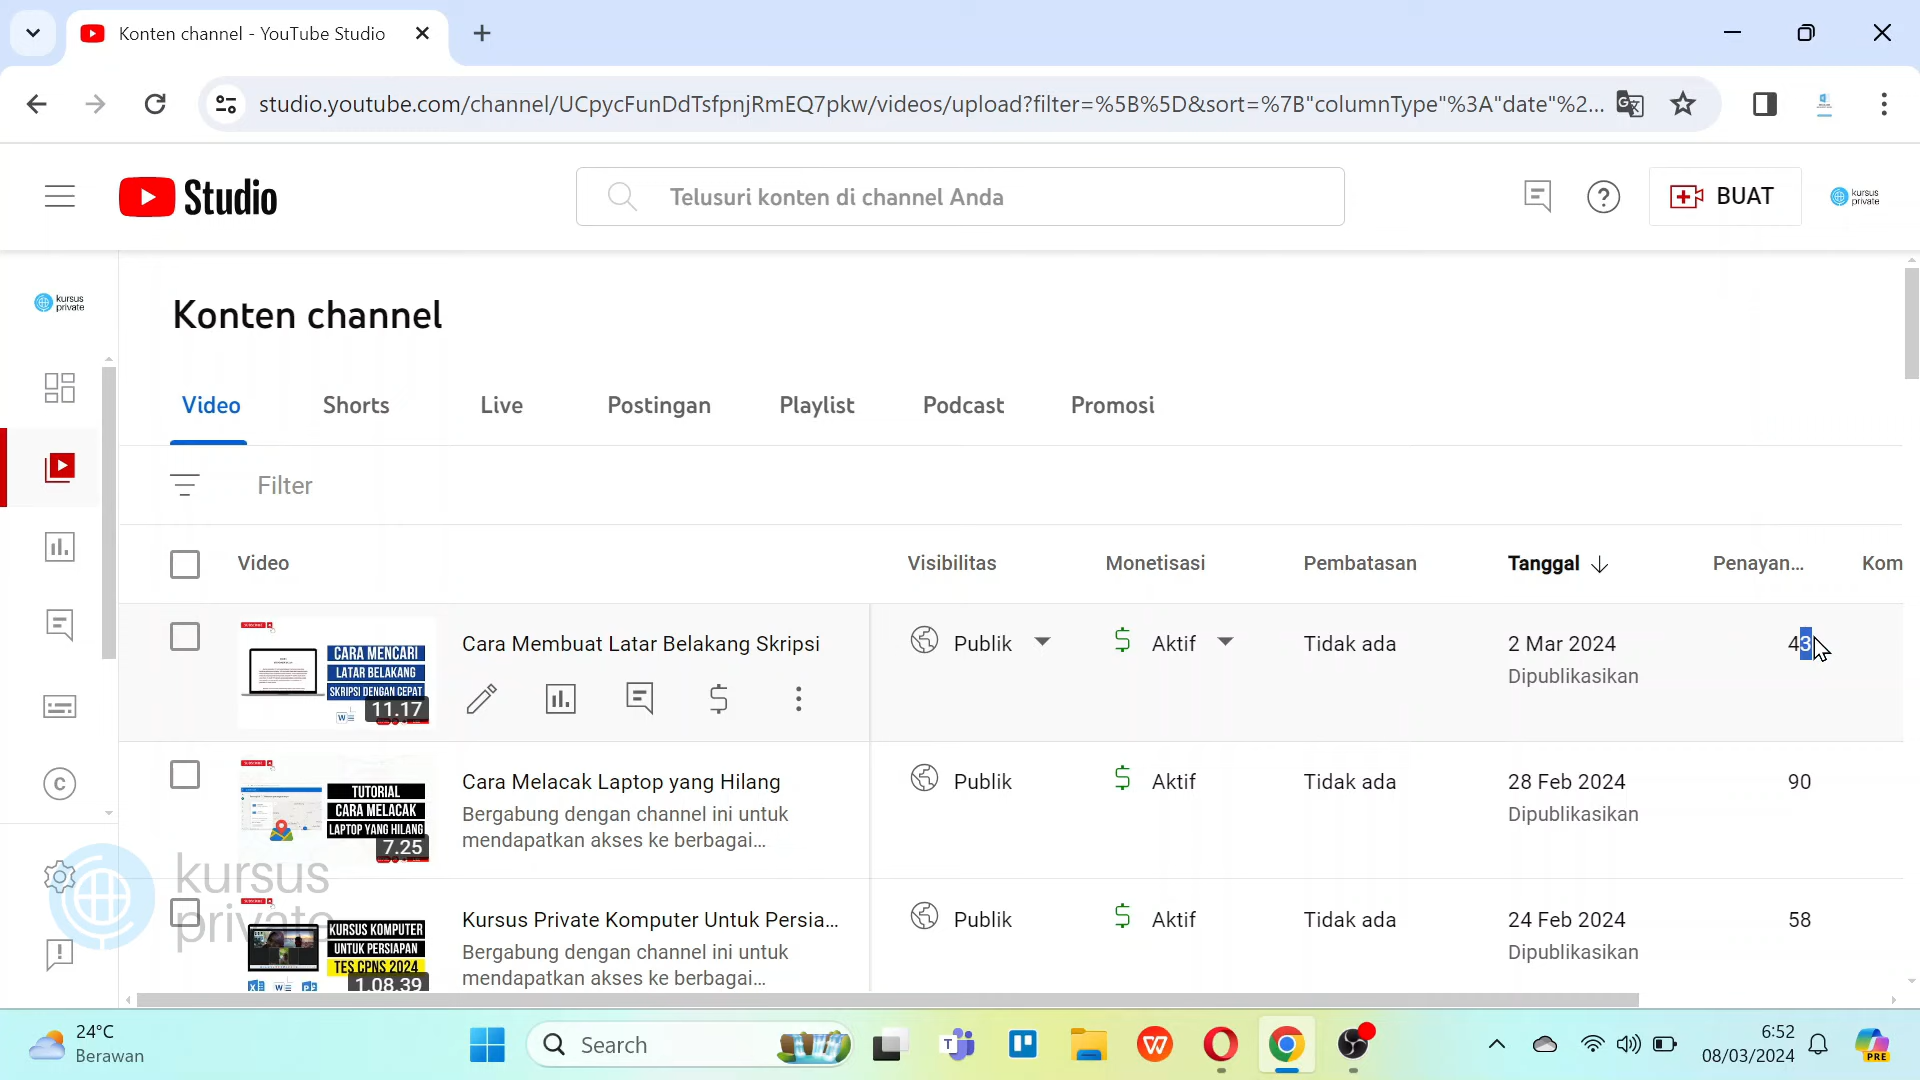 Konten channel - YouTube Studio
studio.youtube.com/channel/UCpycFunDdTsfpnjRmEQ7pkw/videos/upload?filter=%5B%5D&sort=%7B"columnType"%3A"date"%2...
Studio
Telusuri konten di channel Anda
BUAT
kursus private
kursus private
Konten channel
Video Shorts Live Postingan Playlist Podcast Promosi
Filter
Video Visibilitas Monetisasi Pembatasan Tanggal Penayan... Kom
CARA MENCARI
LATAR BELAKANG
SKRIPSI DENGAN CEPAT
11.17
Cara Membuat Latar Belakang Skripsi
Publik Aktif Tidak ada 2 Mar 2024 43
Dipublikasikan
TUTORIAL
CARA MELACAK
LAPTOP YANG HILANG
7.25
Cara Melacak Laptop yang Hilang
Bergabung dengan channel ini untuk
mendapatkan akses ke berbagai...
Publik Aktif Tidak ada 28 Feb 2024 90
Dipublikasikan
KURSUS KOMPUTER
UNTUK PERSIAPAN
TES CPNS 2024
1.08.39
Kursus Private Komputer Untuk Persia...
Bergabung dengan channel ini untuk
mendapatkan akses ke berbagai...
Publik Aktif Tidak ada 24 Feb 2024 58
Dipublikasikan
kursus
private
24°C
Berawan
Search
6:52
08/03/2024
PRE